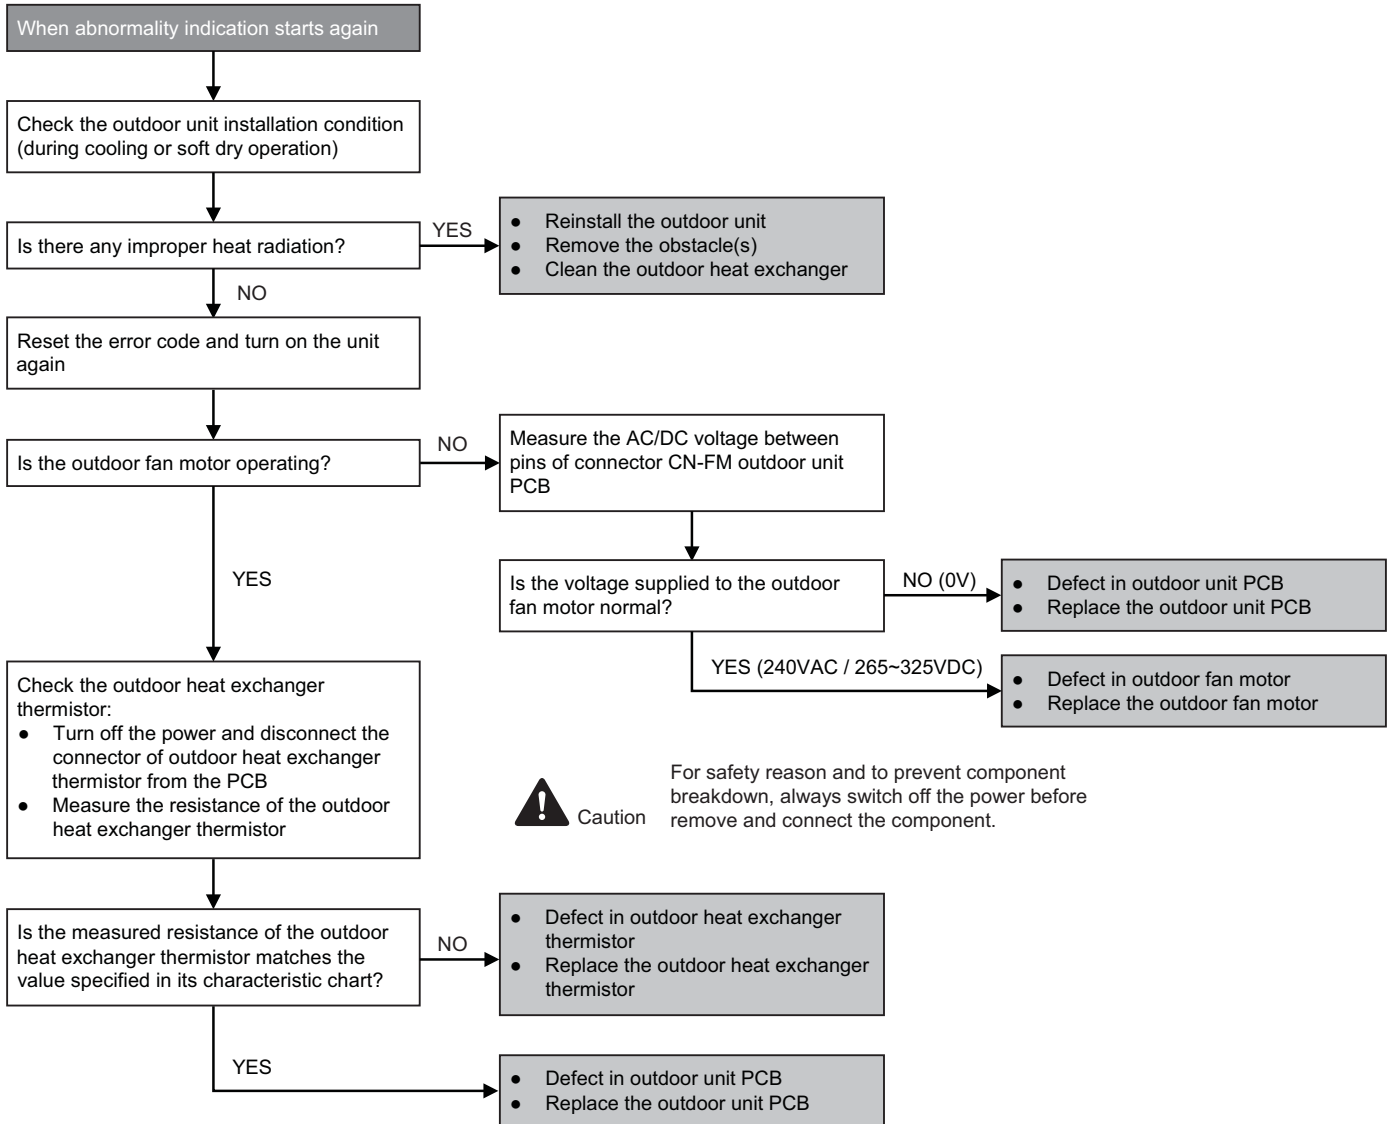 When abnormality indication starts again
Check the outdoor unit installation condition
(during cooling or soft dry operation)
Is there any improper heat radiation?
YES
● Reinstall the outdoor unit
● Remove the obstacle(s)
● Clean the outdoor heat exchanger
NO
Reset the error code and turn on the unit
again
Is the outdoor fan motor operating?
NO
Measure the AC/DC voltage between
pins of connector CN-FM outdoor unit
PCB
Is the voltage supplied to the outdoor
fan motor normal?
NO (0V)
● Defect in outdoor unit PCB
● Replace the outdoor unit PCB
YES (240VAC / 265~325VDC)
● Defect in outdoor fan motor
● Replace the outdoor fan motor
YES
Check the outdoor heat exchanger
thermistor:
● Turn off the power and disconnect the
connector of outdoor heat exchanger
thermistor from the PCB
● Measure the resistance of the outdoor
heat exchanger thermistor
Caution
For safety reason and to prevent component
breakdown, always switch off the power before
remove and connect the component.
Is the measured resistance of the outdoor
heat exchanger thermistor matches the
value specified in its characteristic chart?
NO
● Defect in outdoor heat exchanger
thermistor
● Replace the outdoor heat exchanger
thermistor
YES
● Defect in outdoor unit PCB
● Replace the outdoor unit PCB